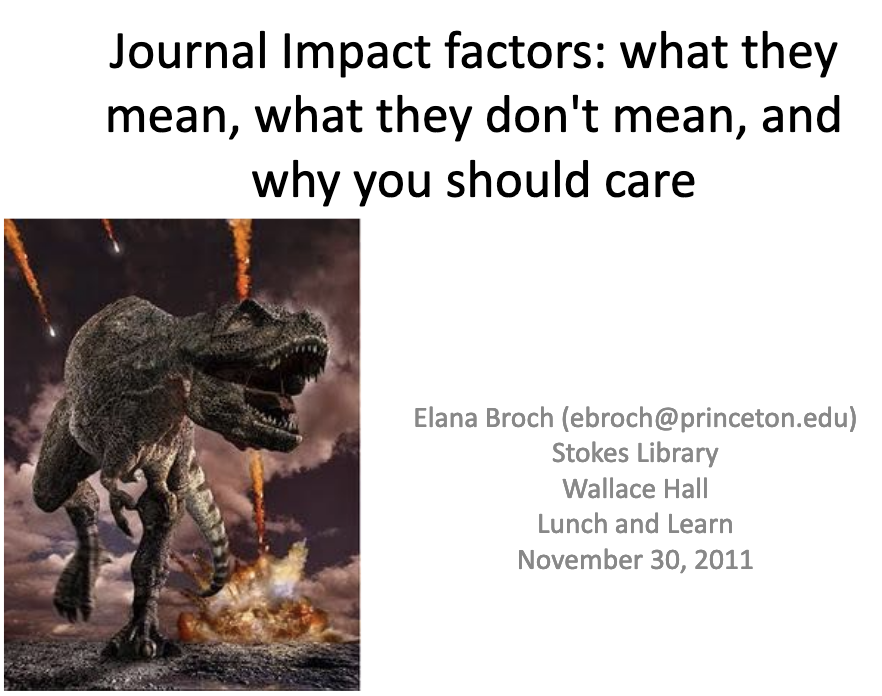 Journal Impact factors: what they
mean, what they don't mean, and
why you should care
Elana Broch (ebroch@princeton.edu)
Stokes Library
Wallace Hall
Lunch and Learn
November 30, 2011